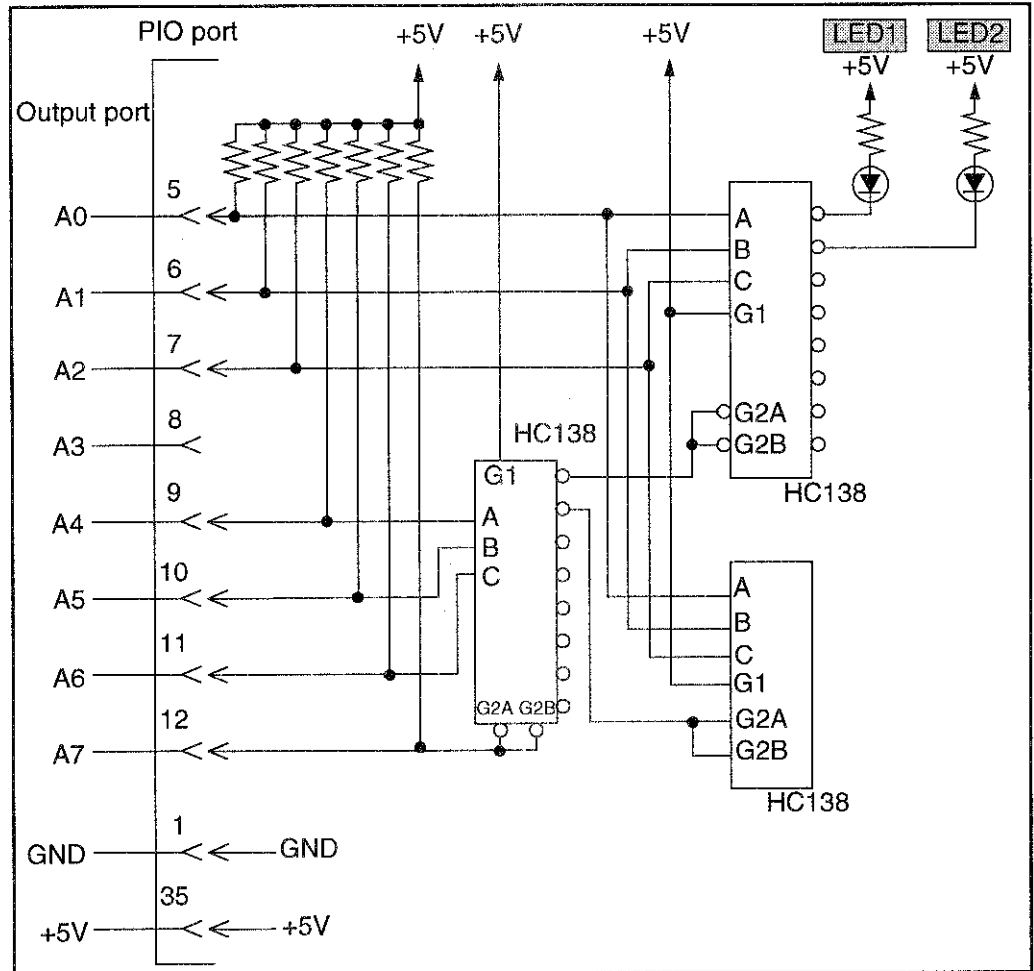 PIO port
+5V +5V
+5V
LED1
LED2
+5V
+5V
Output port
5
A0
6
A1
7
A2
8
A3
9
A4
10
A5
11
A6
12
A7
1
GND
GND
35
+5V
+5V
HC138
G1
A
B
C
G2A G2B
A
B
C
G1
G2A
G2B
HC138
A
B
C
G1
G2A
G2B
HC138